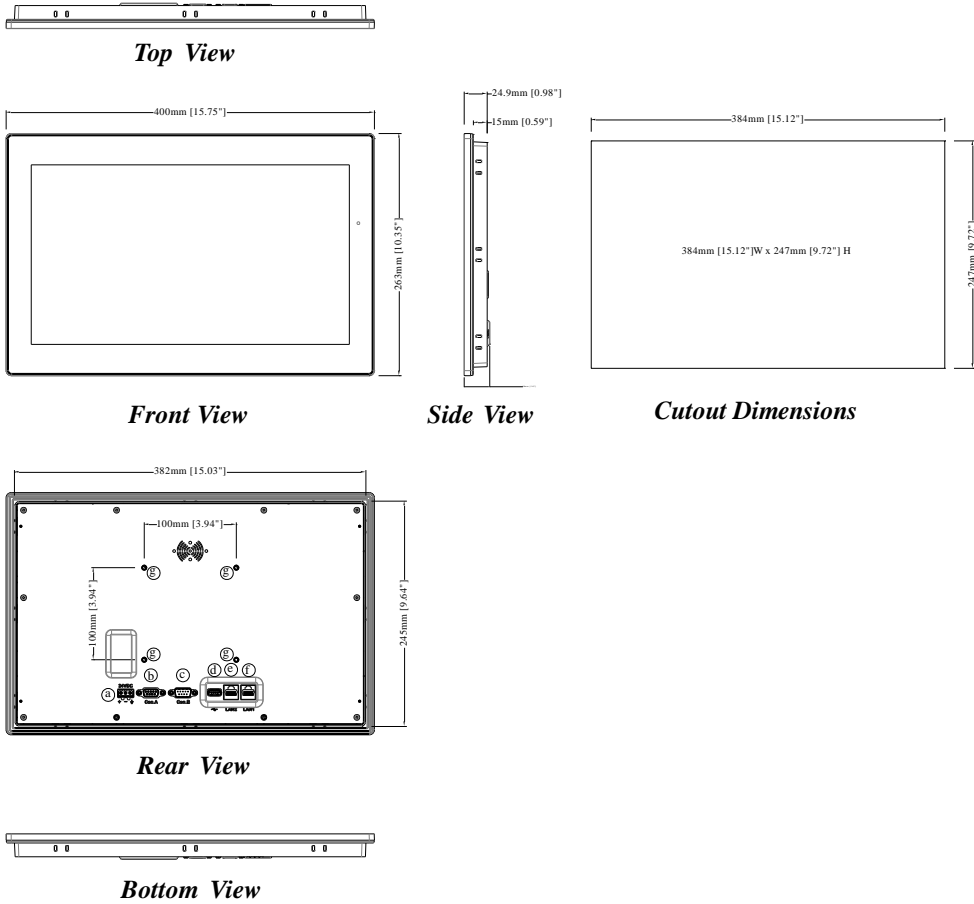 Top View
24.9mm [0.98"]
15mm [0.59"]
400mm [15.75"]
384mm [15.12"]
263mm [10.35"]
384mm [15.12"]W x 247mm [9.72"] H
247mm [9.72"]
Front View
Side View
Cutout Dimensions
382mm [15.03"]
100mm [3.94"]
g g
100mm [3.94"]
245mm [9.64"]
g g
b c d e f
a
24VDC
Con.A Con.B LAN2 LAN1
Rear View
Bottom View